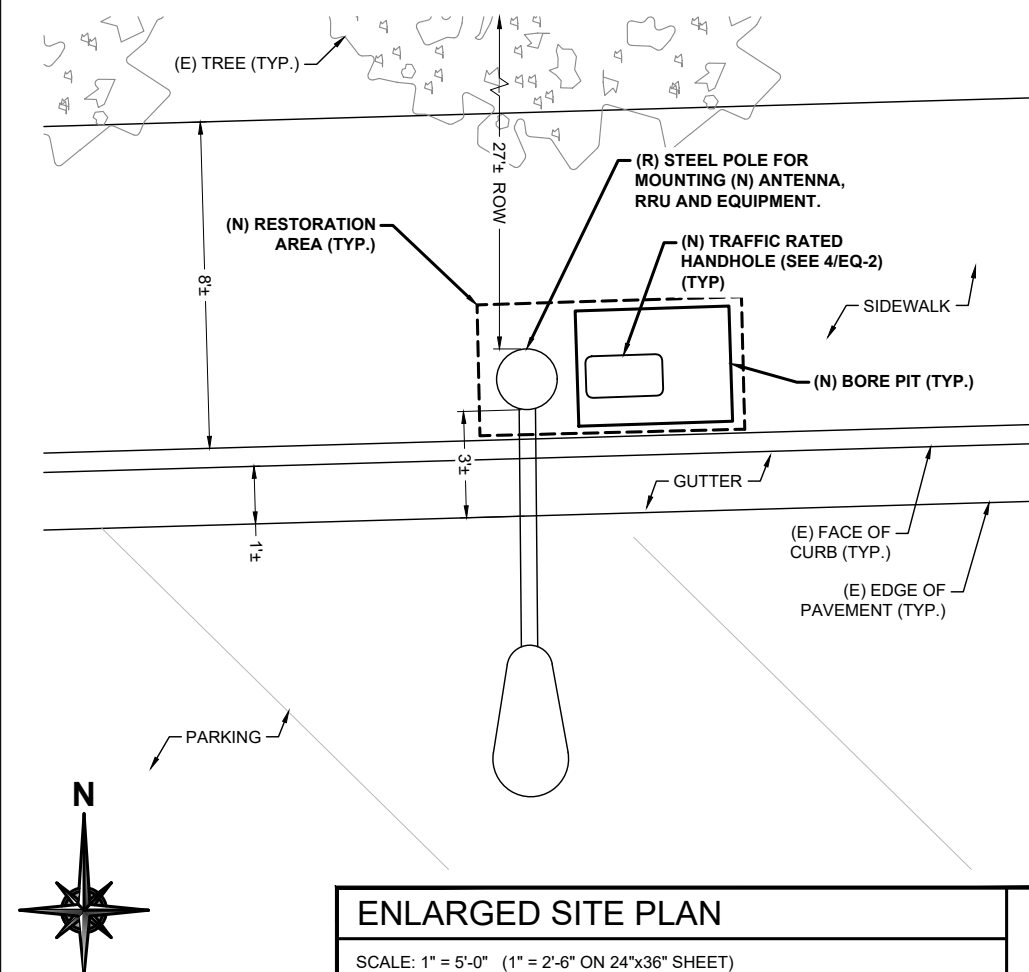 (E) TREE (TYP.)
27'± ROW
(R) STEEL POLE FOR
MOUNTING (N) ANTENNA,
RRU AND EQUIPMENT.
(N) RESTORATION
AREA (TYP.)
(N) TRAFFIC RATED
HANDHOLE (SEE 4/EQ-2)
(TYP)
8'±
SIDEWALK
(N) BORE PIT (TYP.)
3'±
GUTTER
1'±
(E) FACE OF
CURB (TYP.)
(E) EDGE OF
PAVEMENT (TYP.)
PARKING
N
ENLARGED SITE PLAN
SCALE: 1" = 5'-0" (1" = 2'-6" ON 24"x36" SHEET)